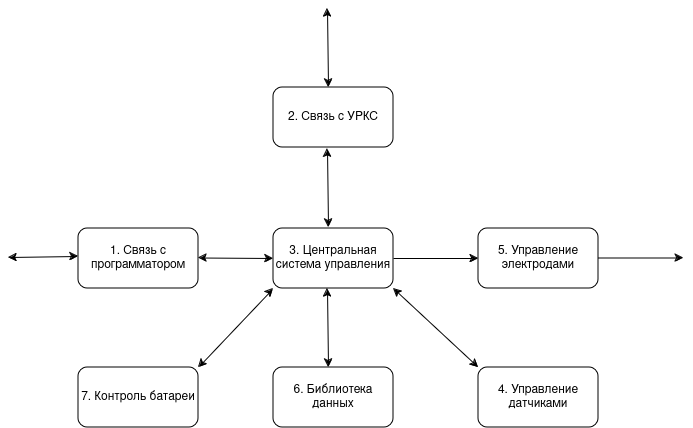 2. Связь с УРКС
1. Связь с
программатором
3. Центральная
система управления
5. Управление
электродами
7. Контроль батареи
6. Библиотека
данных
4. Управление
датчиками